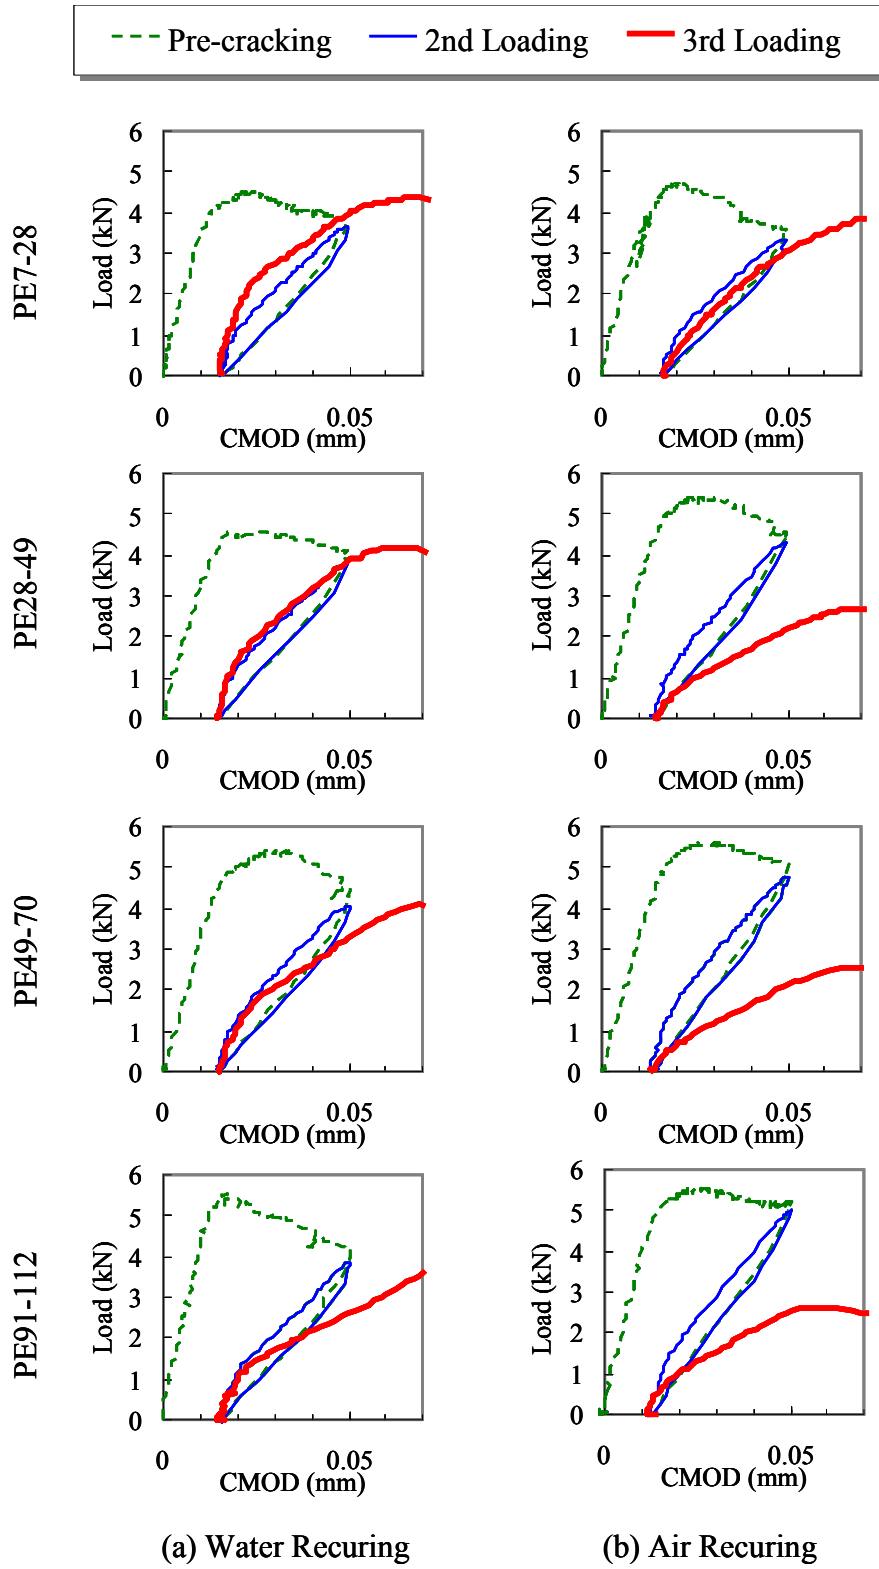 Pre-cracking 2nd Loading 3rd Loading
PE7-28
Load (kN)
6
5
4
3
2
1
0
0 0.05
CMOD (mm)
Load (kN)
6
5
4
3
2
1
0
0 0.05
CMOD (mm)
PE28-49
Load (kN)
6
5
4
3
2
1
0
0 0.05
CMOD (mm)
Load (kN)
6
5
4
3
2
1
0
0 0.05
CMOD (mm)
PE49-70
Load (kN)
6
5
4
3
2
1
0
0 0.05
CMOD (mm)
Load (kN)
6
5
4
3
2
1
0
0 0.05
CMOD (mm)
PE91-112
Load (kN)
6
5
4
3
2
1
0
0 0.05
CMOD (mm)
Load (kN)
6
5
4
3
2
1
0
0 0.05
CMOD (mm)
(a) Water Recuring
(b) Air Recuring